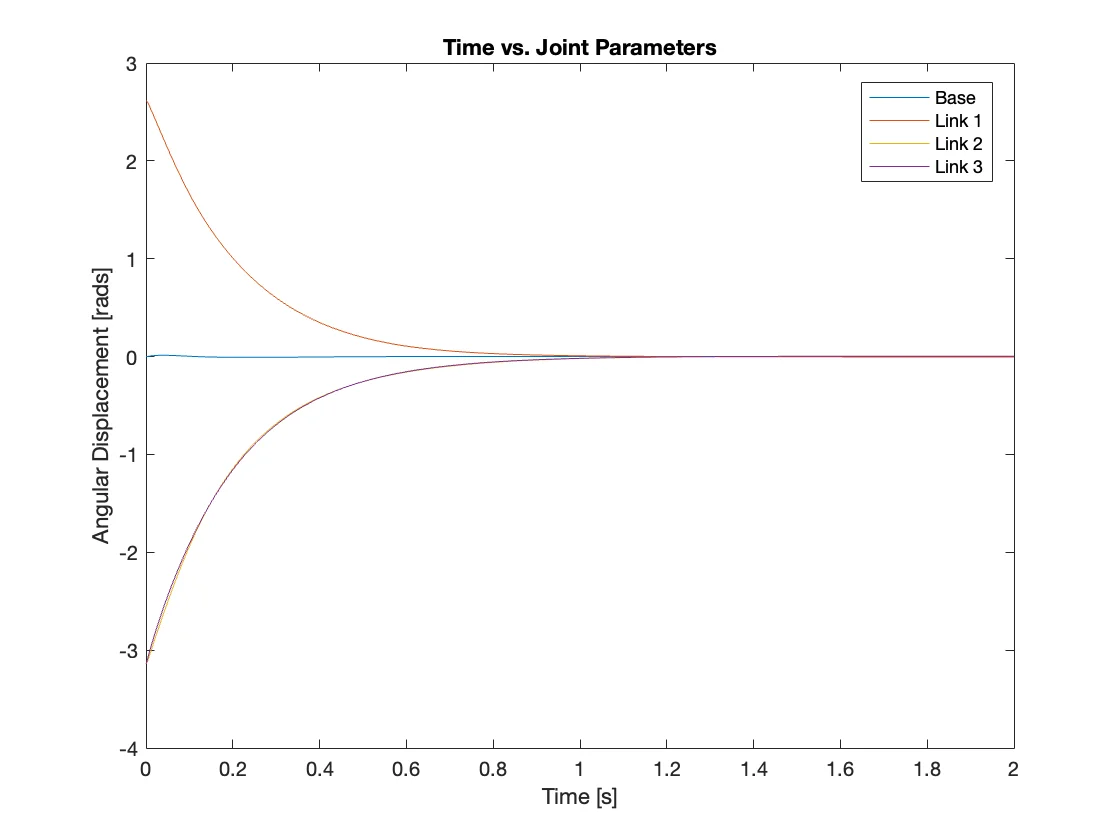 Time vs. Joint Parameters
3
2
1
0
-1
-2
-3
-4
Angular Displacement [rads]
Base
Link 1
Link 2
Link 3
0 0.2 0.4 0.6 0.8 1 1.2 1.4 1.6 1.8 2
Time [s]